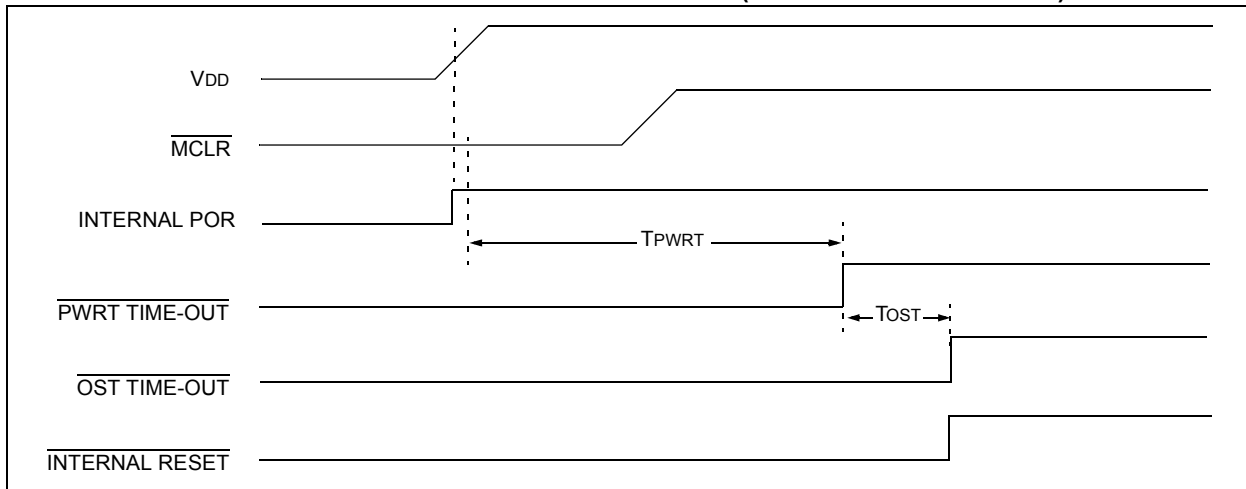 VDD
MCLR
INTERNAL POR
TPWRT
PWRT TIME-OUT
TOST
OST TIME-OUT
INTERNAL RESET